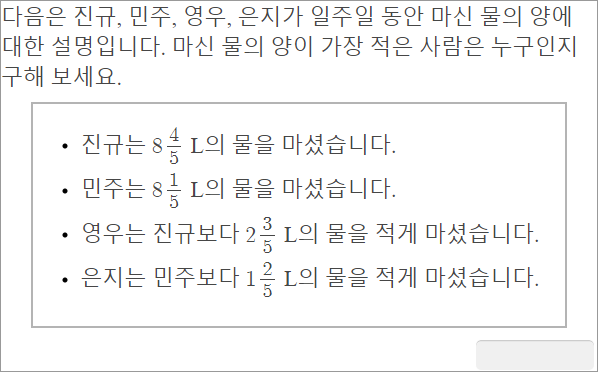 다음은 진규, 민주, 영우, 은지가 일주일 동안 마신 물의 양에
대한 설명입니다. 마신 물의 양이 가장 적은 사람은 누구인지
구해 보세요.
• 진규는 8 4/5 L의 물을 마셨습니다.
• 민주는 8 1/5 L의 물을 마셨습니다.
• 영우는 진규보다 2 3/5 L의 물을 적게 마셨습니다.
• 은지는 민주보다 1 2/5 L의 물을 적게 마셨습니다.